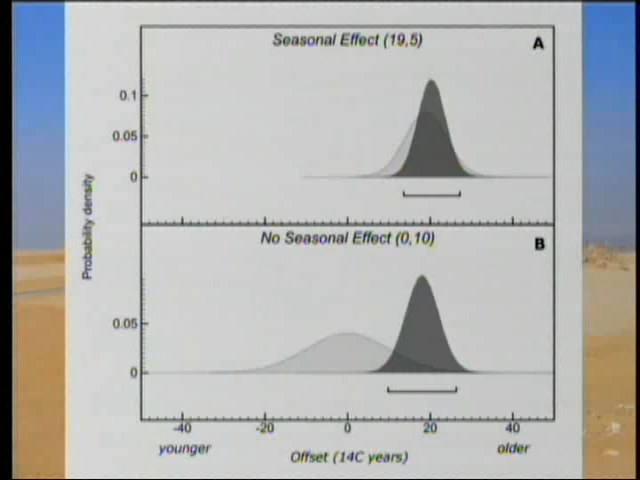 Seasonal Effect (19,5)
A
0.1
0.05
0
Probability density
No Seasonal Effect (0,10)
B
0.05
0
-40
-20
0
20
40
younger
Offset (14C years)
older